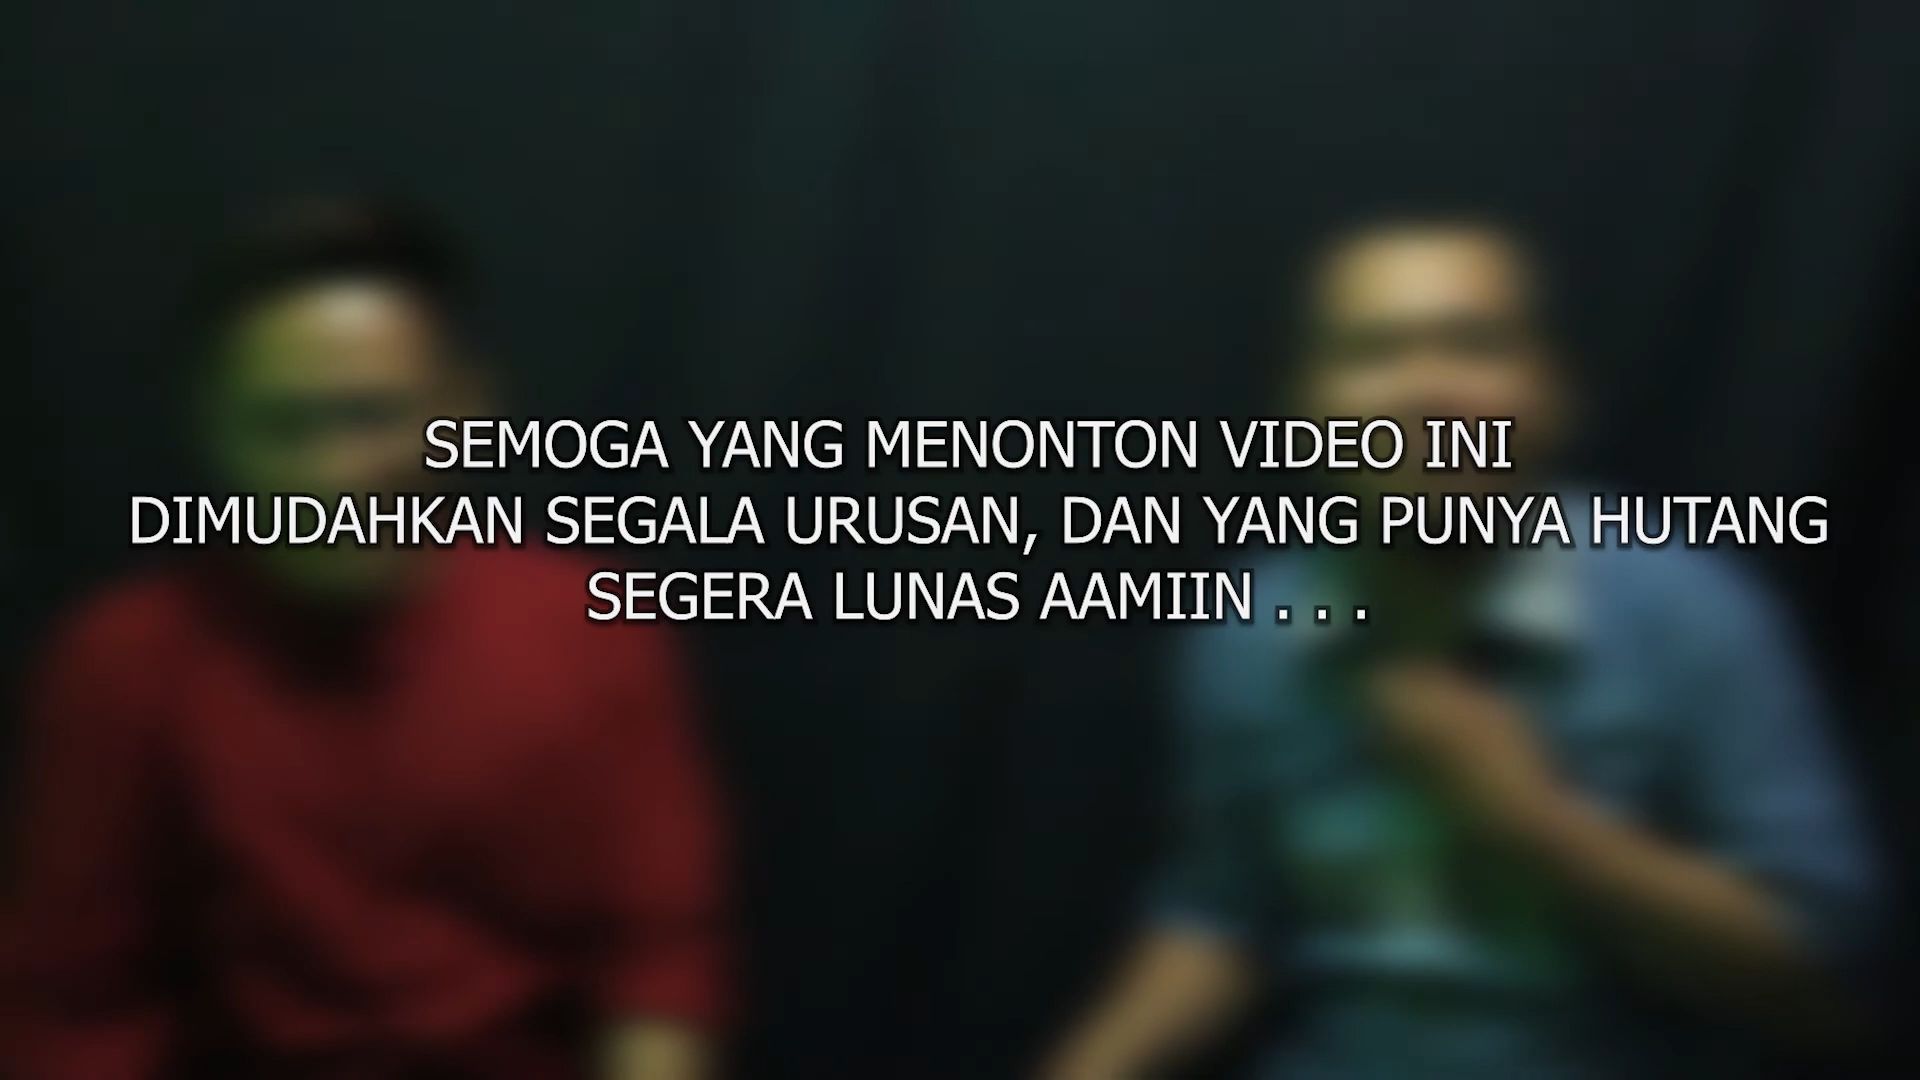 SEMOGA YANG MENONTON VIDEO INI
DIMUDAHKAN SEGALA URUSAN, DAN YANG PUNYA HUTANG
SEGERA LUNAS AAMIIN . . .